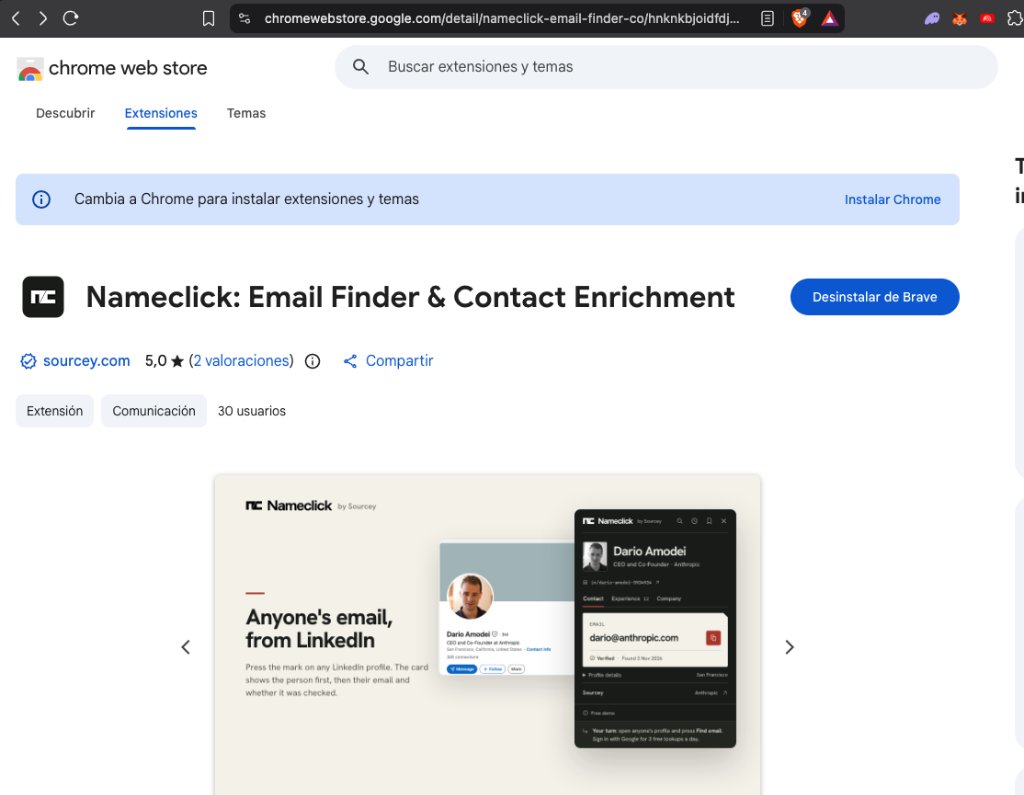 chromewebstore.google.com/detail/nameclick-email-finder-co/hnknkbjoidfdj...
4
chrome web store
Buscar extensiones y temas
Descubrir
Extensiones
Temas
Cambia a Chrome para instalar extensiones y temas
Instalar Chrome
T
in
Nameclick: Email Finder & Contact Enrichment
Desinstalar de Brave
sourcey.com
5,0 ★ (2 valoraciones)
Compartir
Extensión
Comunicación
30 usuarios
Nameclick by Sourcey
Anyone's email,
from LinkedIn
Press the mark on any LinkedIn profile. The card
shows the person first, then their email and
whether it was checked.
Dario Amodei
CEO and Co-Founder at Anthropic
San Francisco, California, United States · Contact info
Message
Follow
More
Nameclick by Sourcey
Dario Amodei
CEO and Co-Founder · Anthropic
Contact
Experience 12
Company
EMAIL
dario@anthropic.com
Verified
Found 2 Nov 2026
Profile details
San Francisco
Sourcey
Anthropic
Free demo
Your turn: open anyone's profile and press Find email.
Sign in with Google for 3 free lookups a day.